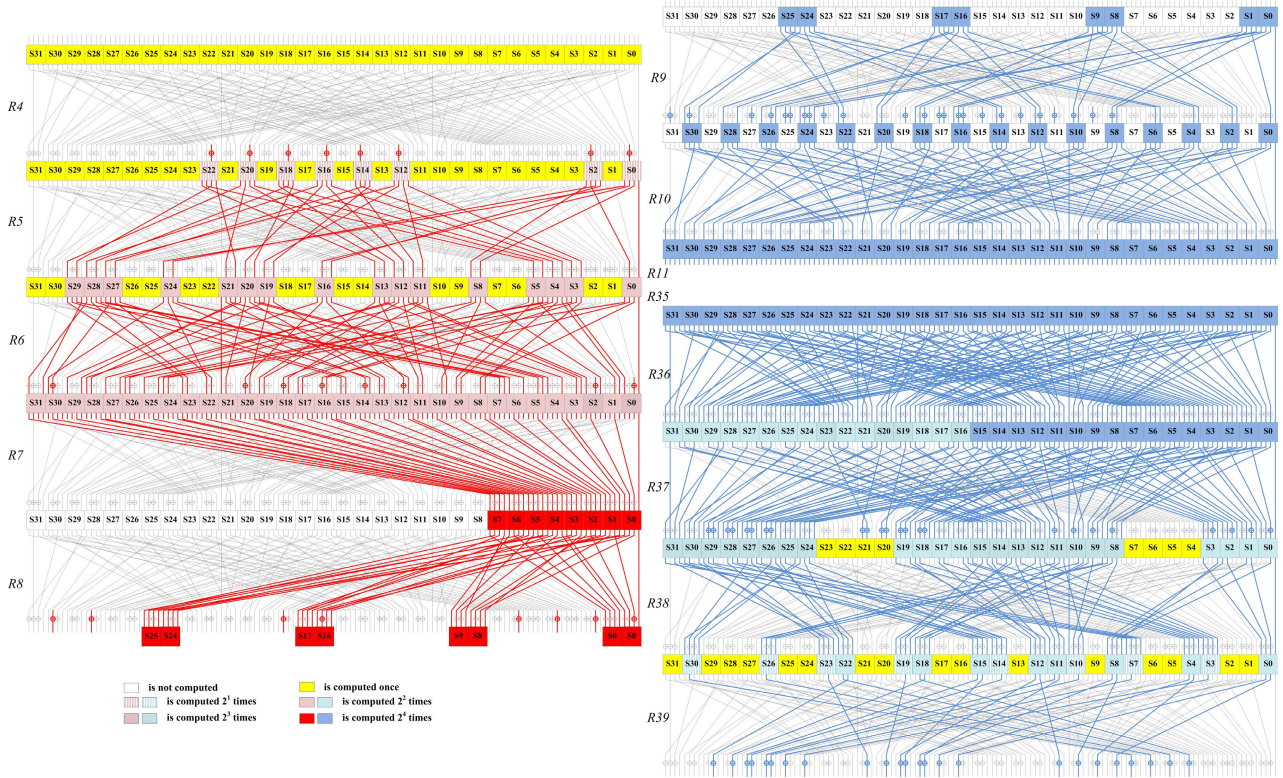 S31 S30 S29 S28 S27 S26 S25 S24 S23 S22 S21 S20 S19 S18 S17 S16 S15 S14 S13 S12 S11 S10 S9 S8 S7 S6 S5 S4 S3 S2 S1 S0
R4
S31 S30 S29 S28 S27 S26 S25 S24 S23 S22 S21 S20 S19 S18 S17 S16 S15 S14 S13 S12 S11 S10 S9 S8 S7 S6 S5 S4 S3 S2 S1 S0
R5
S31 S30 S29 S28 S27 S26 S25 S24 S23 S22 S21 S20 S19 S18 S17 S16 S15 S14 S13 S12 S11 S10 S9 S8 S7 S6 S5 S4 S3 S2 S1 S0
R6
S31 S30 S29 S28 S27 S26 S25 S24 S23 S22 S21 S20 S19 S18 S17 S16 S15 S14 S13 S12 S11 S10 S9 S8 S7 S6 S5 S4 S3 S2 S1 S0
R7
S31 S30 S29 S28 S27 S26 S25 S24 S23 S22 S21 S20 S19 S18 S17 S16 S15 S14 S13 S12 S11 S10 S9 S8 S7 S6 S5 S4 S3 S2 S1 S0
R8
S25 S24 S17 S16 S9 S8 S0 S0
is not computed
is computed once
is computed 2¹ times
is computed 2² times
is computed 2³ times
is computed 2⁴ times
S31 S30 S29 S28 S27 S26 S25 S24 S23 S22 S21 S20 S19 S18 S17 S16 S15 S14 S13 S12 S11 S10 S9 S8 S7 S6 S5 S4 S3 S2 S1 S0
R9
S31 S30 S29 S28 S27 S26 S25 S24 S23 S22 S21 S20 S19 S18 S17 S16 S15 S14 S13 S12 S11 S10 S9 S8 S7 S6 S5 S4 S3 S2 S1 S0
R10
S31 S30 S29 S28 S27 S26 S25 S24 S23 S22 S21 S20 S19 S18 S17 S16 S15 S14 S13 S12 S11 S10 S9 S8 S7 S6 S5 S4 S3 S2 S1 S0
R11
R35
S31 S30 S29 S28 S27 S26 S25 S24 S23 S22 S21 S20 S19 S18 S17 S16 S15 S14 S13 S12 S11 S10 S9 S8 S7 S6 S5 S4 S3 S2 S1 S0
R36
S31 S30 S29 S28 S27 S26 S25 S24 S23 S22 S21 S20 S19 S18 S17 S16 S15 S14 S13 S12 S11 S10 S9 S8 S7 S6 S5 S4 S3 S2 S1 S0
R37
S31 S30 S29 S28 S27 S26 S25 S24 S23 S22 S21 S20 S19 S18 S17 S16 S15 S14 S13 S12 S11 S10 S9 S8 S7 S6 S5 S4 S3 S2 S1 S0
R38
S31 S30 S29 S28 S27 S26 S25 S24 S23 S22 S21 S20 S19 S18 S17 S16 S15 S14 S13 S12 S11 S10 S9 S8 S7 S6 S5 S4 S3 S2 S1 S0
R39